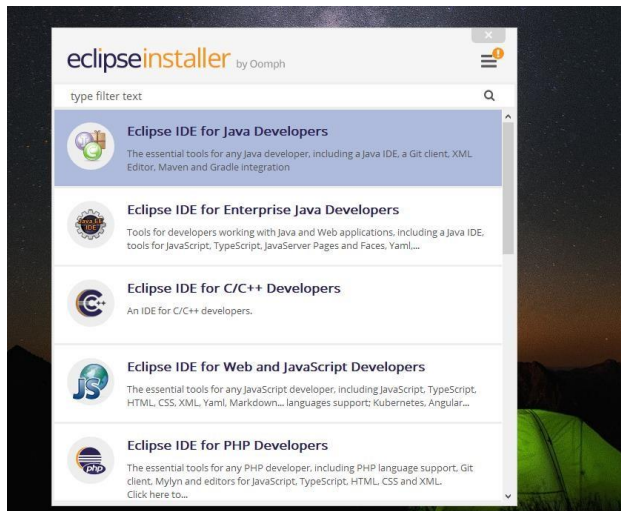 eclipseinstaller by Oomph
!
type filter text
Eclipse IDE for Java Developers
The essential tools for any Java developer, including a Java IDE, a Git client, XML
Editor, Maven and Gradle integration
Eclipse IDE for Enterprise Java Developers
Java EE
IDE
Tools for developers working with Java and Web applications, including a Java IDE,
tools for JavaScript, TypeScript, JavaServer Pages and Faces, Yaml,...
Eclipse IDE for C/C++ Developers
C++
An IDE for C/C++ developers.
Eclipse IDE for Web and JavaScript Developers
JS
The essential tools for any JavaScript developer, including JavaScript, TypeScript,
HTML, CSS, XML, Yaml, Markdown... languages support; Kubernetes, Angular...
Eclipse IDE for PHP Developers
php
The essential tools for any PHP developer, including PHP language support, Git
client, Mylyn and editors for JavaScript, TypeScript, HTML, CSS and XML.
Click here to...